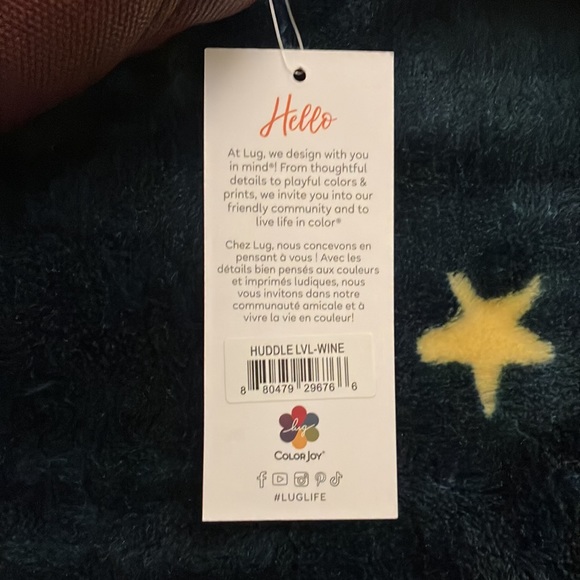 Hello
At Lug, we design with you
in mind®! From thoughtful
details to playful colors &
prints, we invite you into our
friendly community and to
live life in color®
Chez Lug, nous concevons en
pensant à vous ! Avec les
détails bien pensés aux couleurs
et imprimés ludiques, nous
vous invitons dans notre
communauté amicale et à
vivre la vie en couleur!
HUDDLE LVL-WINE
8 80479 29676 6
lug
COLORJOY®
#LUGLIFE